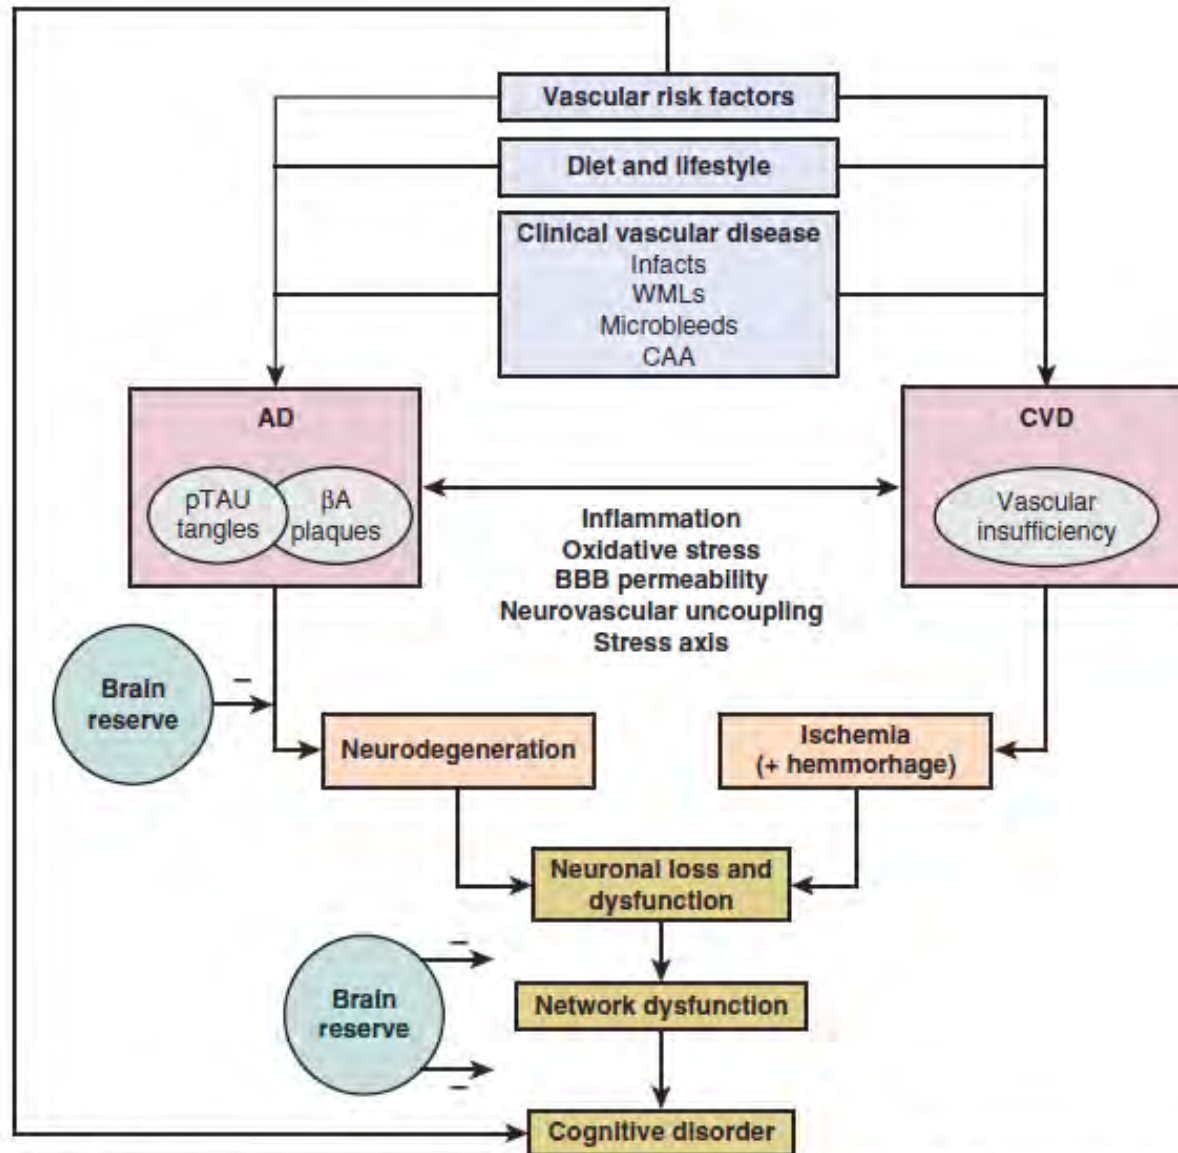 Vascular risk factors
Diet and lifestyle
Clinical vascular disease
Infacts
WMLs
Microbleeds
CAA
AD
pTAU
tangles
βA
plaques
CVD
Vascular
insufficiency
Inflammation
Oxidative stress
BBB permeability
Neurovascular uncoupling
Stress axis
Brain
reserve
–
Neurodegeneration
Ischemia
(+ hemmorhage)
Neuronal loss and
dysfunction
Brain
reserve
–
–
Network dysfunction
Cognitive disorder